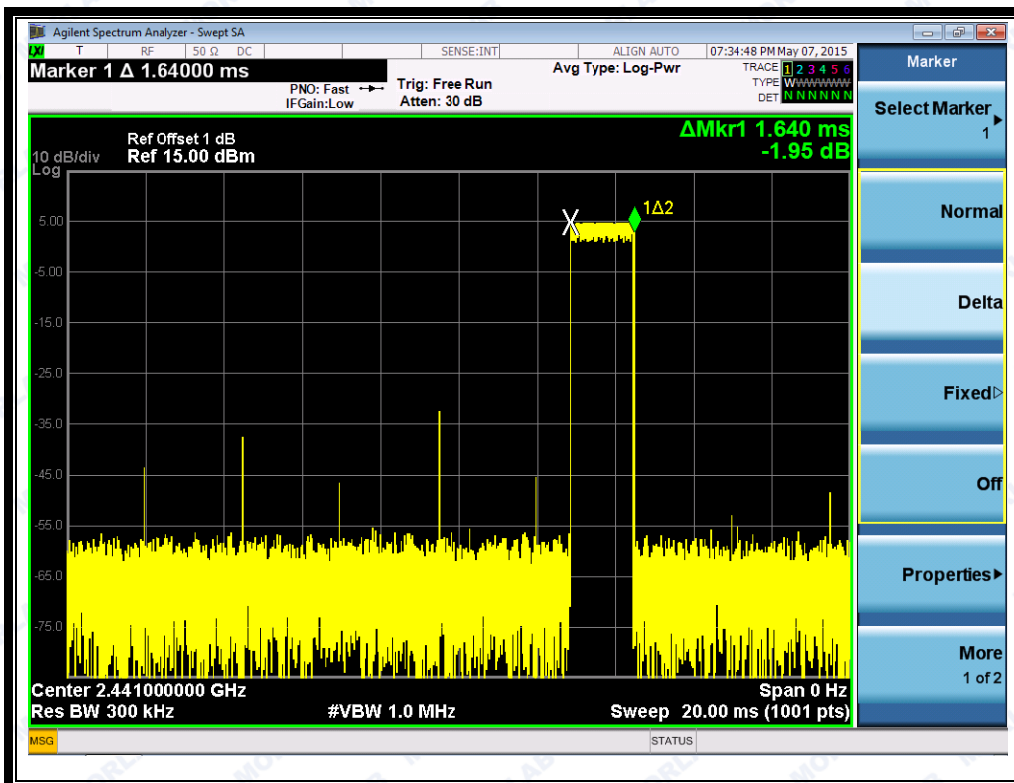 Agilent Spectrum Analyzer - Swept SA
LXI T RF 50 Ω DC SENSE:INT ALIGN AUTO 07:34:48 PM May 07, 2015
Marker 1 Δ 1.64000 ms
PNO: Fast
IFGain:Low
Trig: Free Run
Atten: 30 dB
Avg Type: Log-Pwr
TRACE 1 2 3 4 5 6
TYPE WWWWWW
DET N N N N N N
ΔMkr1 1.640 ms
-1.95 dB
Ref Offset 1 dB
10 dB/div Ref 15.00 dBm
Log
1Δ2
5.00
-5.00
-15.0
-25.0
-35.0
-45.0
-55.0
-65.0
-75.0
Center 2.441000000 GHz Span 0 Hz
Res BW 300 kHz #VBW 1.0 MHz Sweep 20.00 ms (1001 pts)
MSG STATUS
Marker
Select Marker
1
Normal
Delta
Fixed
Off
Properties
More
1 of 2